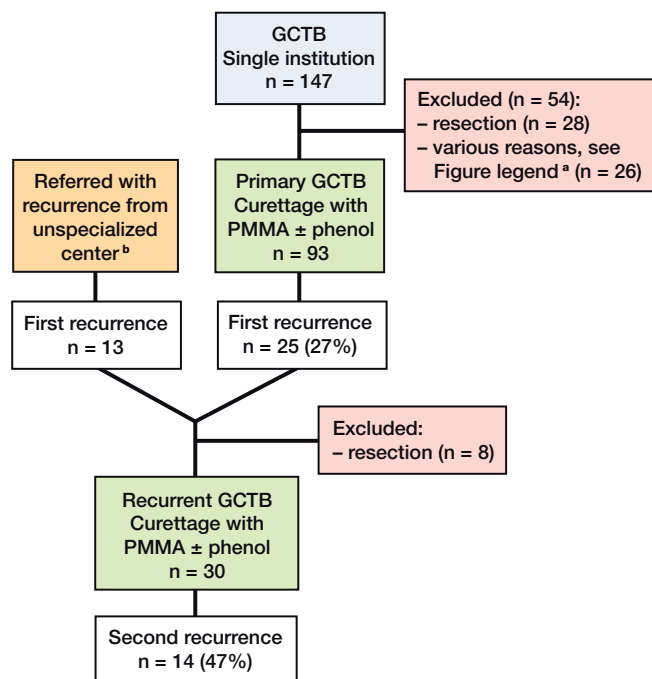 GCTB
Single institution
n = 147
Excluded (n = 54):
– resection (n = 28)
– various reasons, see
Figure legend ᵃ (n = 26)
Referred with
recurrence from
unspecialized
center ᵇ
Primary GCTB
Curettage with
PMMA ± phenol
n = 93
First recurrence
n = 13
First recurrence
n = 25 (27%)
Excluded:
– resection (n = 8)
Recurrent GCTB
Curettage with
PMMA ± phenol
n = 30
Second recurrence
n = 14 (47%)